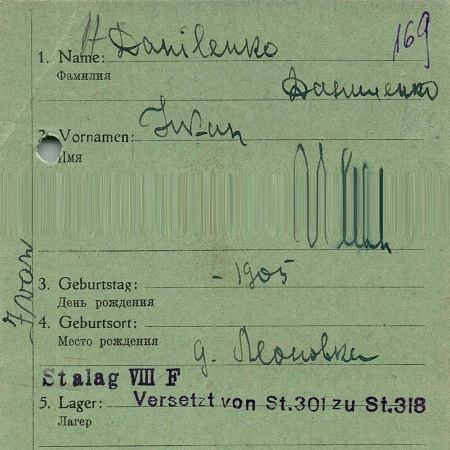 169
1. Name: Danilenko
Фамилия
Даниленко
2. Vornamen: Iwan
Имя
Иван
Iwan
3. Geburtstag: - 1905
День рождения
4. Geburtsort:
Место рождения
д.
Stalag VIII F
5. Lager: Versetzt von St.301 zu St.318
Лагер